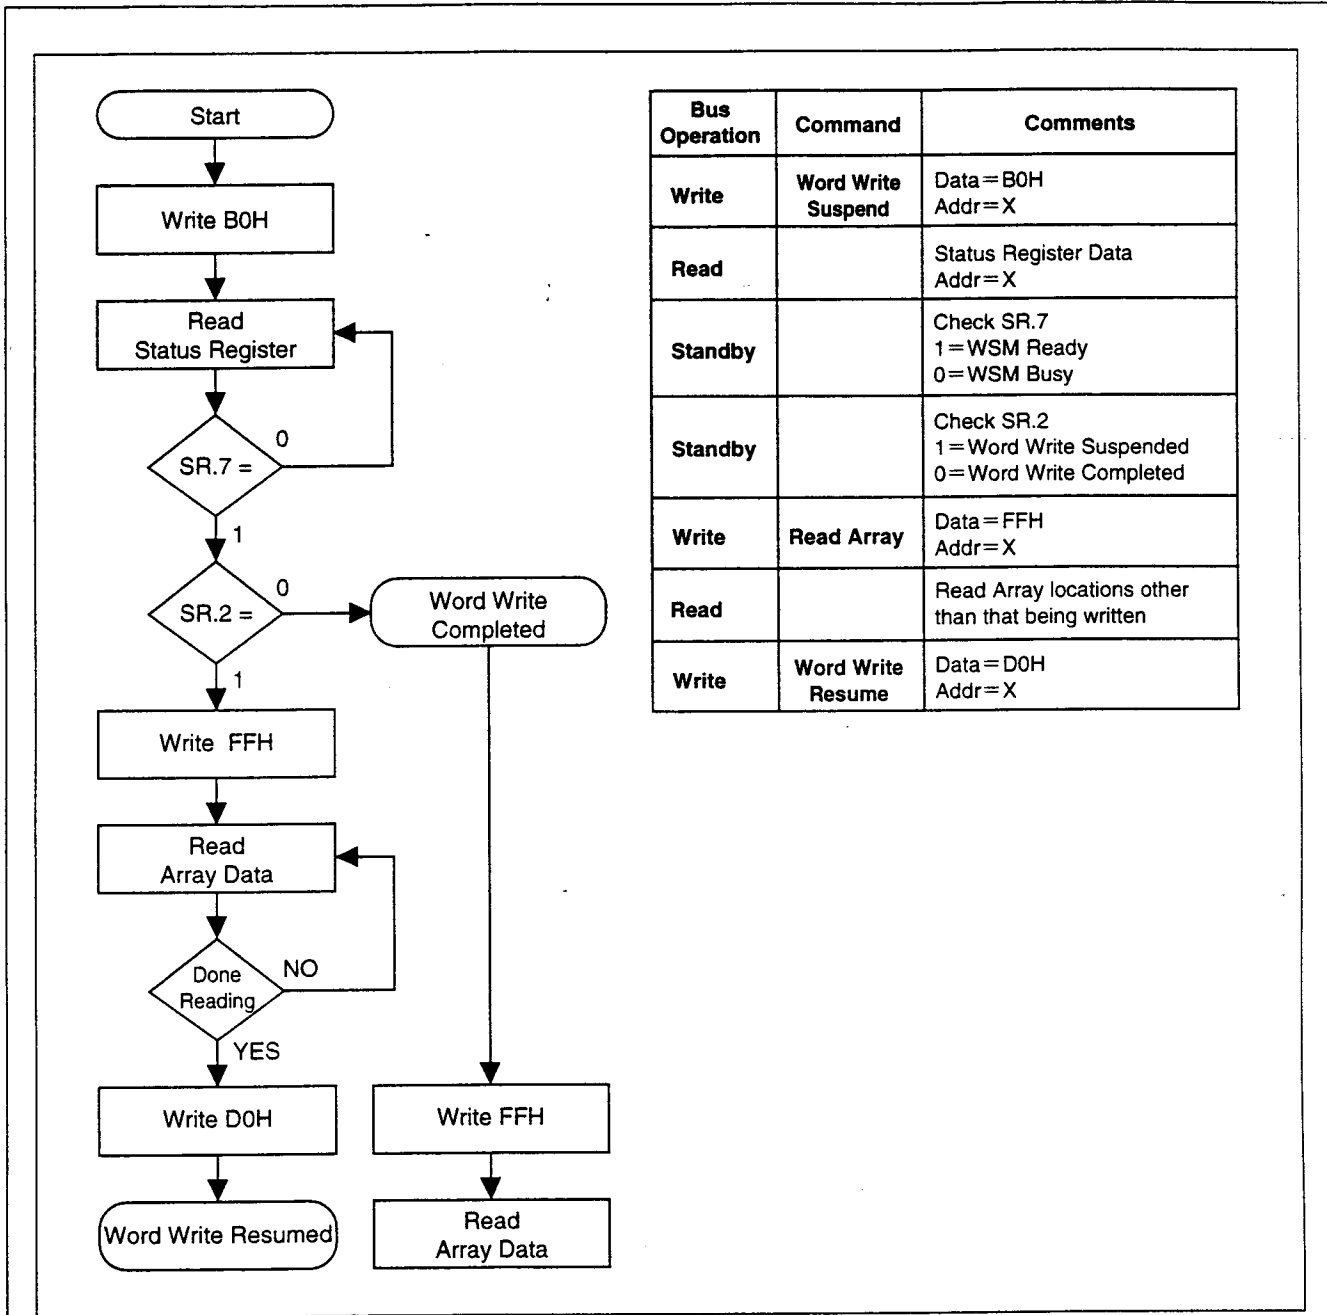 Start
Write B0H
Read
Status Register
0
SR.7 =
1
0
SR.2 =
Word Write
Completed
1
Write FFH
Read
Array Data
Done
Reading
NO
YES
Write D0H
Write FFH
Word Write Resumed
Read
Array Data
Bus
Operation
Command
Comments
Write
Word Write
Suspend
Data=B0H
Addr=X
Read
Status Register Data
Addr=X
Standby
Check SR.7
1=WSM Ready
0=WSM Busy
Standby
Check SR.2
1=Word Write Suspended
0=Word Write Completed
Write
Read Array
Data=FFH
Addr=X
Read
Read Array locations other
than that being written
Write
Word Write
Resume
Data=D0H
Addr=X